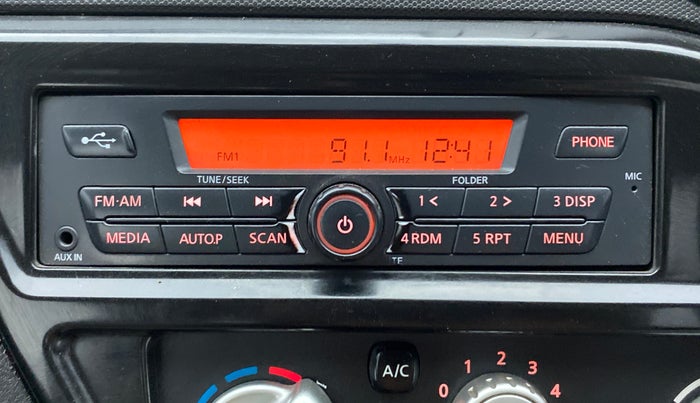 PHONE
FM1 91.1 MHz 12:41
TUNE/SEEK FOLDER MIC
FM·AM 1 < 2 > 3 DISP
MEDIA AUTO.P SCAN 4 RDM 5 RPT MENU
AUX IN
A/C
0 1 2 3 4